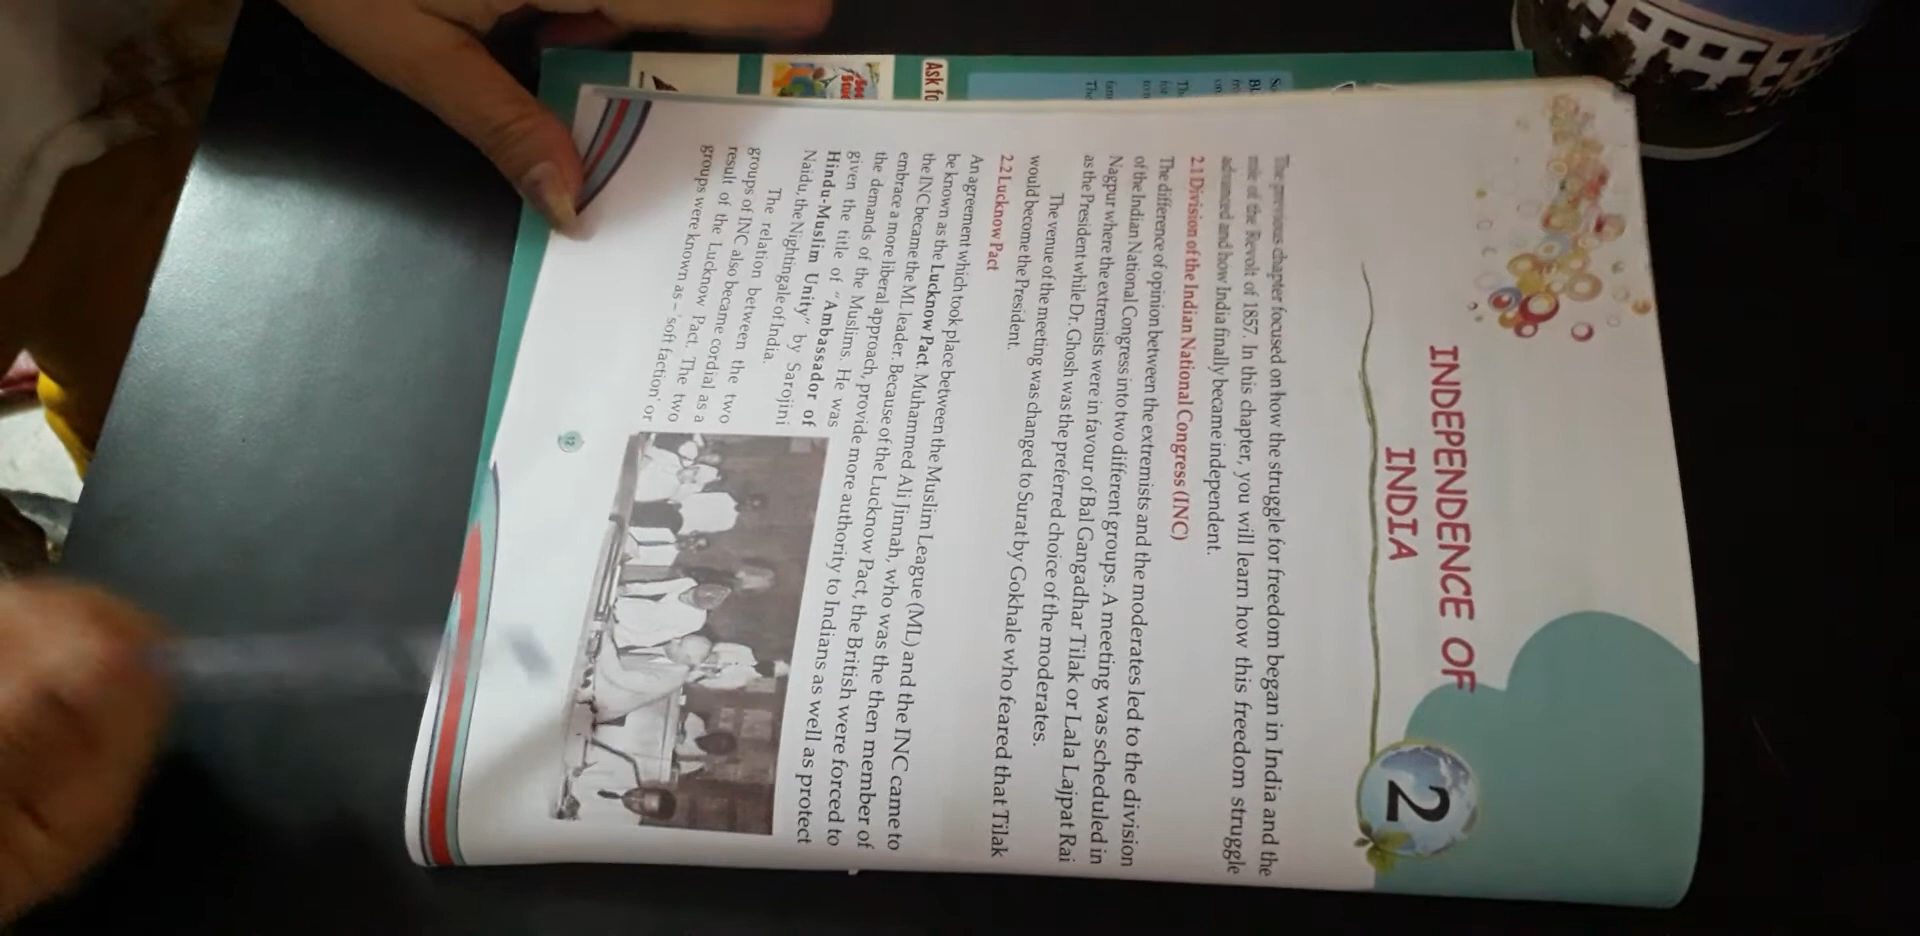 INDEPENDENCE OF
INDIA
2
The previous chapter focused on how the struggle for freedom began in India and the
role of the Revolt of 1857. In this chapter, you will learn how this freedom struggle
advanced and how India finally became independent.
2.1 Division of the Indian National Congress (INC)
The difference of opinion between the extremists and the moderates led to the division
of the Indian National Congress into two different groups. A meeting was scheduled in
Nagpur where the extremists were in favour of Bal Gangadhar Tilak or Lala Lajpat Rai
as the President while Dr. Ghosh was the preferred choice of the moderates.
The venue of the meeting was changed to Surat by Gokhale who feared that Tilak
would become the President.
2.2 Lucknow Pact
An agreement which took place between the Muslim League (ML) and the INC came to
be known as the Lucknow Pact. Muhammed Ali Jinnah, who was the then member of
the INC became the ML leader. Because of the Lucknow Pact, the British were forced to
embrace a more liberal approach, provide more authority to Indians as well as protect
the demands of the Muslims. He was
given the title of "Ambassador of
Hindu-Muslim Unity" by Sarojini
Naidu, the Nightingale of India.
The relation between the two
groups of INC also became cordial as a
result of the Lucknow Pact. The two
groups were known as – 'soft faction' or
12
Ask fo
The